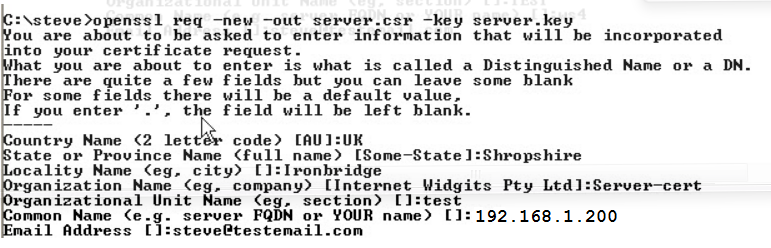 C:\steve>openssl req -new -out server.csr -key server.key
You are about to be asked to enter information that will be incorporated
into your certificate request.
What you are about to enter is what is called a Distinguished Name or a DN.
There are quite a few fields but you can leave some blank
For some fields there will be a default value,
If you enter '.', the field will be left blank.
-----
Country Name (2 letter code) [AU]:UK
State or Province Name (full name) [Some-State]:Shropshire
Locality Name (eg, city) []:Ironbridge
Organization Name (eg, company) [Internet Widgits Pty Ltd]:Server-cert
Organizational Unit Name (eg, section) []:test
Common Name (e.g. server FQDN or YOUR name) []:192.168.1.200
Email Address []:steve@testemail.com